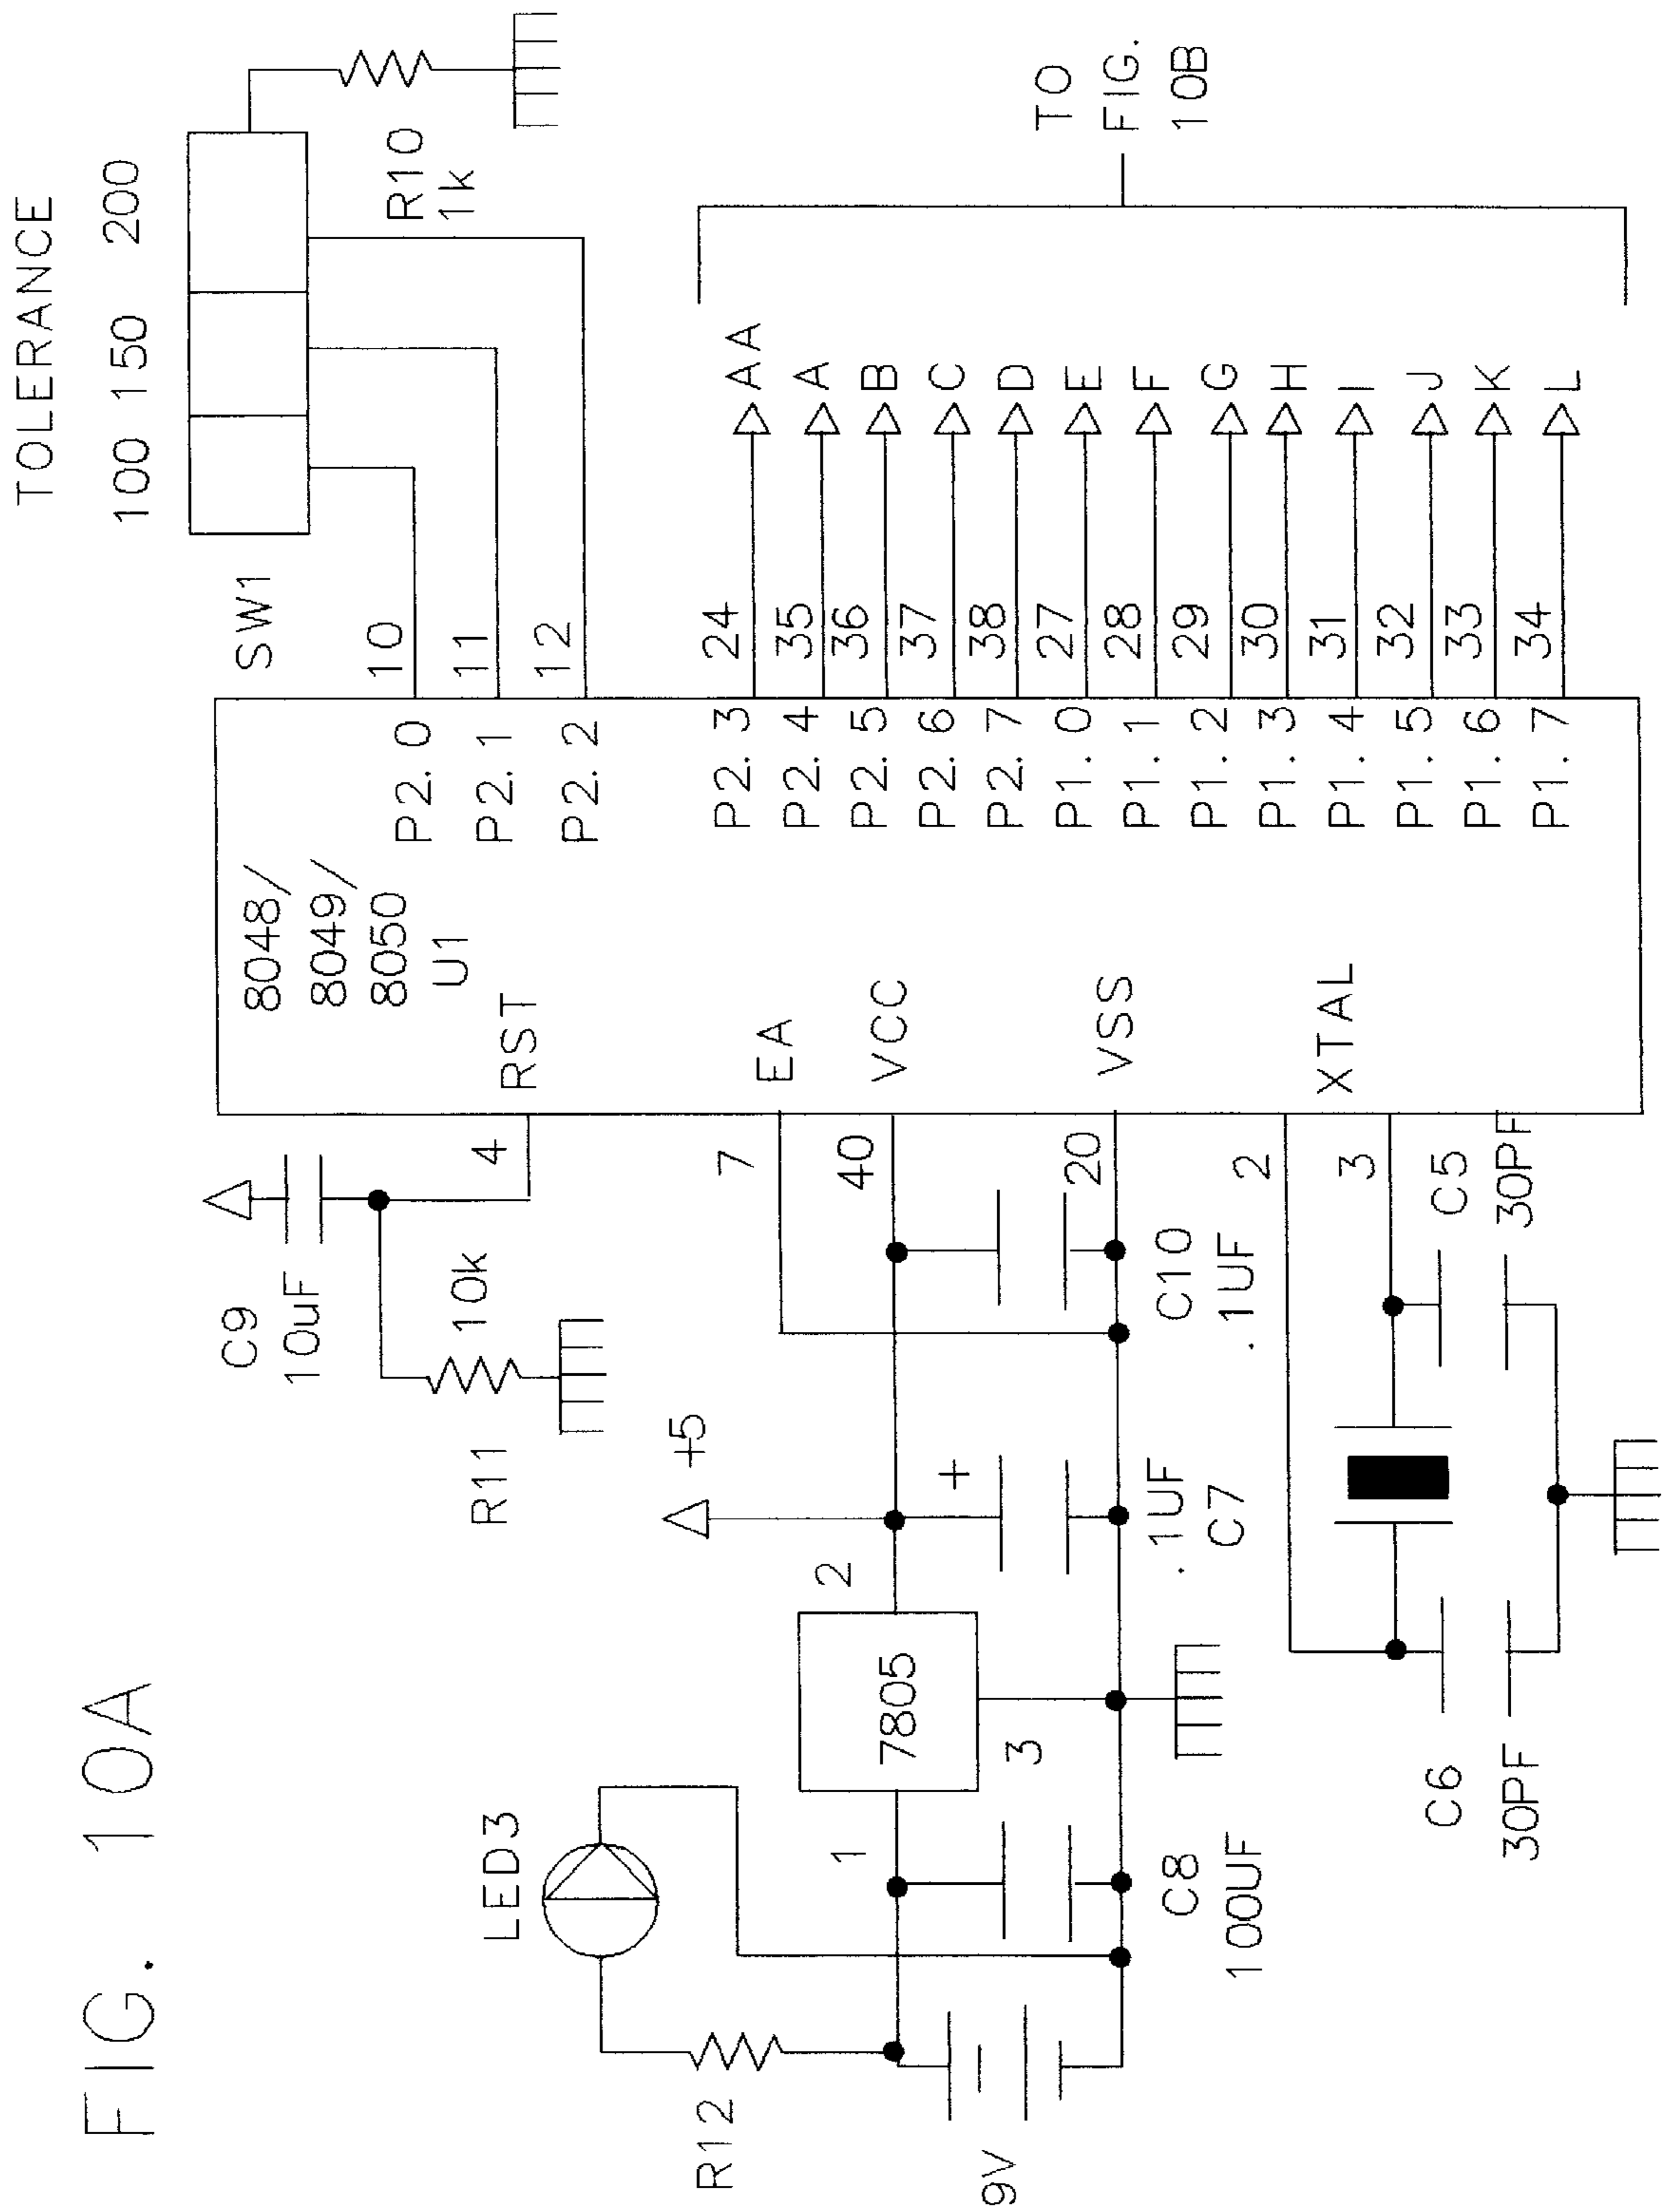 FIG. 10A
TOLERANCE
100 150 200
SW1
R10
1k
8048/
8049/
8050
U1
C9
10uF
R11
10k
4
RST
P2.0
10
P2.1
11
P2.2
12
LED3
R12
9V
1
7805
2
3
+5
+
7
EA
40
VCC
20
VSS
C8
100UF
.1UF
C7
C10
.1UF
2
3
XTAL
C6
30PF
C5
30PF
P2.3
24
AA
P2.4
35
A
P2.5
36
B
P2.6
37
C
P2.7
38
D
P1.0
27
E
P1.1
28
F
P1.2
29
G
P1.3
30
H
P1.4
31
I
P1.5
32
J
P1.6
33
K
P1.7
34
L
TO
FIG.
10B